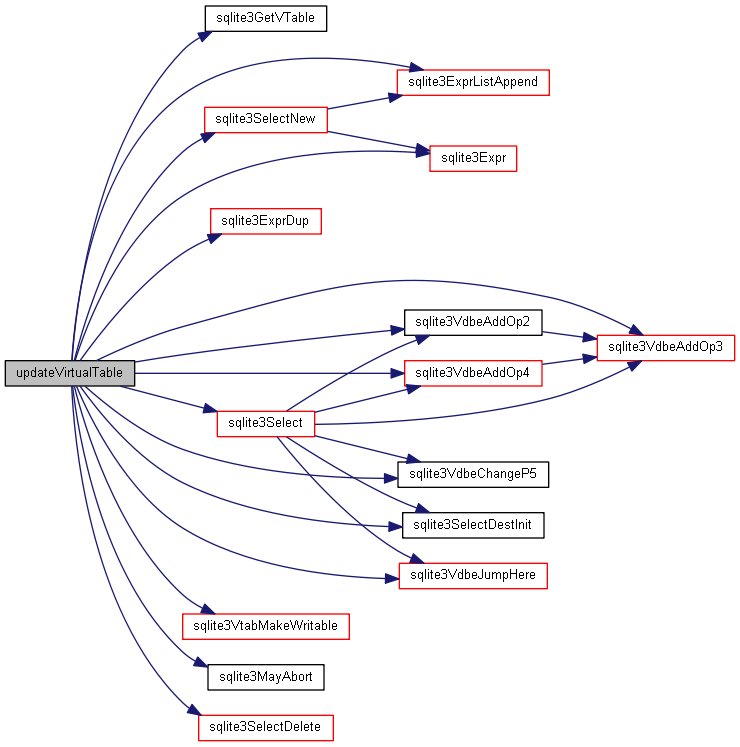 sqlite3GetVTable
sqlite3ExprListAppend
sqlite3SelectNew
sqlite3Expr
sqlite3ExprDup
sqlite3VdbeAddOp2
sqlite3VdbeAddOp3
updateVirtualTable
sqlite3VdbeAddOp4
sqlite3Select
sqlite3VdbeChangeP5
sqlite3SelectDestInit
sqlite3VdbeJumpHere
sqlite3VtabMakeWritable
sqlite3MayAbort
sqlite3SelectDelete